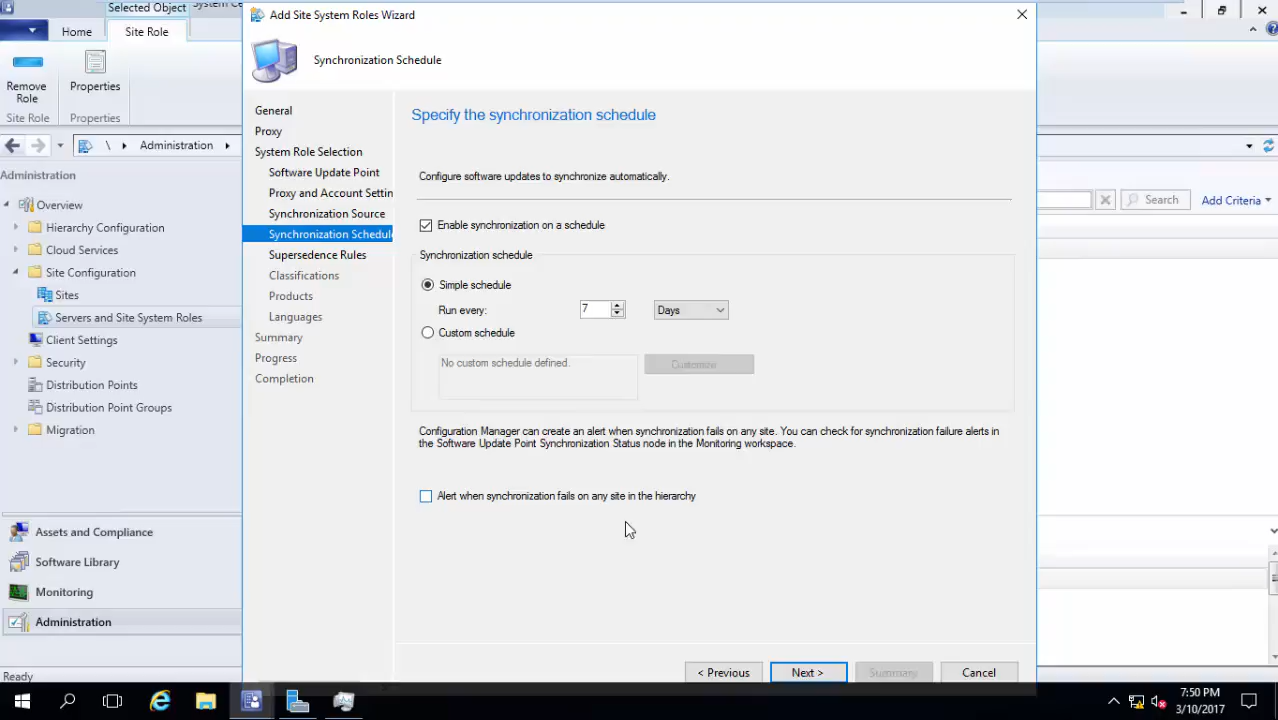 Selected Object
System Ce
Add Site System Roles Wizard
Home
Site Role
Synchronization Schedule
Remove
Role
Properties
Site Role
Properties
General
Proxy
System Role Selection
Software Update Point
Proxy and Account Settin
Synchronization Source
Synchronization Schedul
Supersedence Rules
Classifications
Products
Languages
Summary
Progress
Completion
Specify the synchronization schedule
Configure software updates to synchronize automatically.
Enable synchronization on a schedule
Synchronization schedule
Simple schedule
Run every:
7
Days
Custom schedule
No custom schedule defined.
Customize
Configuration Manager can create an alert when synchronization fails on any site. You can check for synchronization failure alerts in
the Software Update Point Synchronization Status node in the Monitoring workspace.
Alert when synchronization fails on any site in the hierarchy
< Previous
Next >
Summary
Cancel
\
Administration
Search
Add Criteria
Administration
Overview
Hierarchy Configuration
Cloud Services
Site Configuration
Sites
Servers and Site System Roles
Client Settings
Security
Distribution Points
Distribution Point Groups
Migration
Assets and Compliance
Software Library
Monitoring
Administration
Ready
7:50 PM
3/10/2017